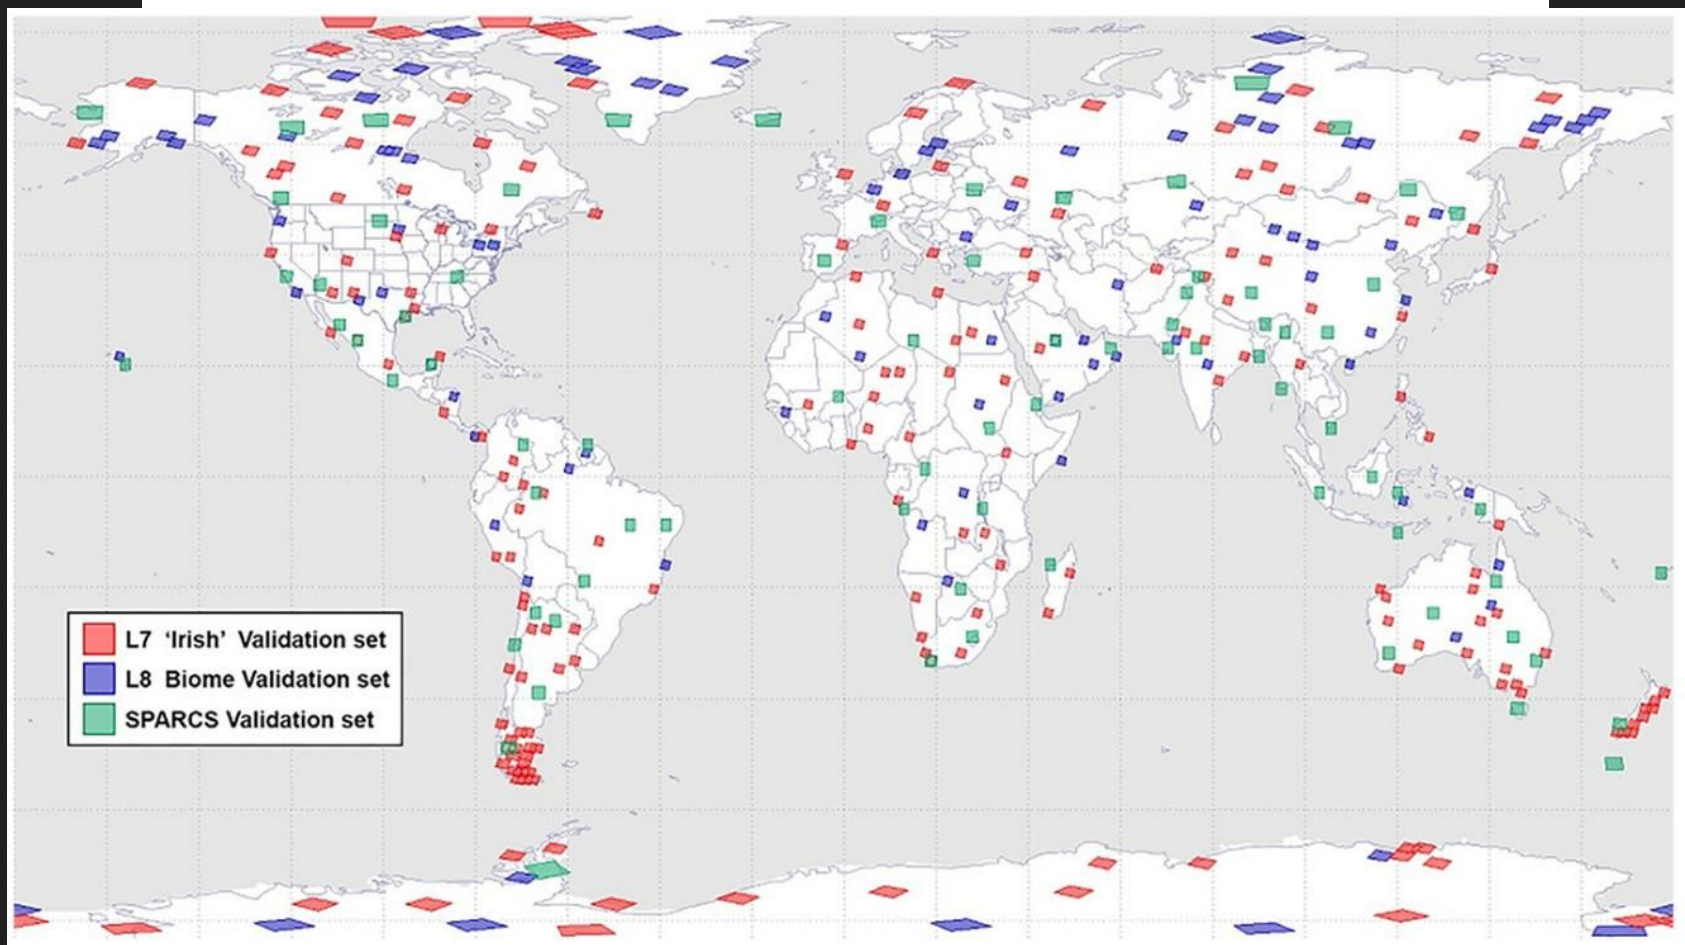 L7 ‘Irish’ Validation set
L8 Biome Validation set
SPARCS Validation set